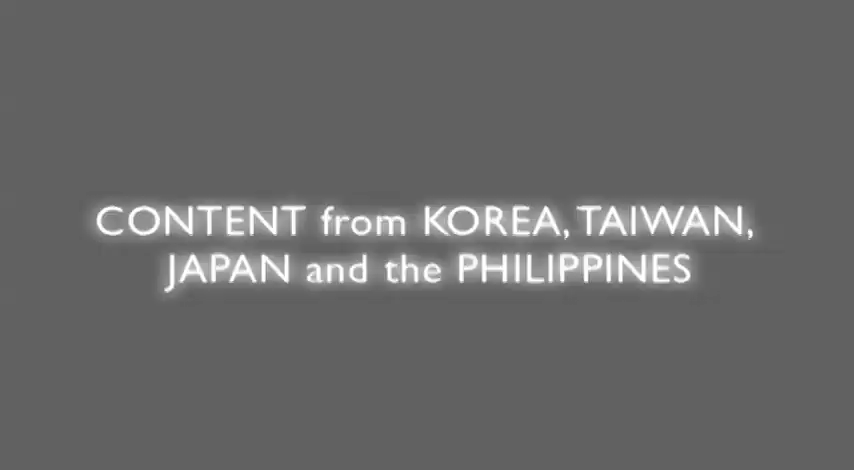 CONTENT from KOREA, TAIWAN,
JAPAN and the PHILIPPINES